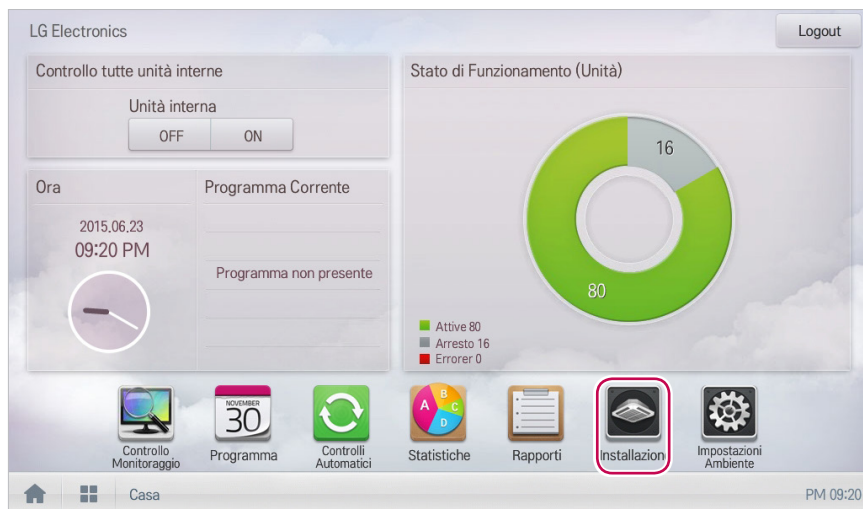 LG Electronics
Logout
Controllo tutte unità interne
Unità interna
OFF ON
Ora
2015.06.23
09:20 PM
Programma Corrente
Programma non presente
Stato di Funzionamento (Unità)
16
80
Attive 80
Arresto 16
Errorer 0
Controllo
Monitoraggio
NOVEMBER
30
Programma
Controlli
Automatici
A B C D
Statistiche
Rapporti
Installazione
Impostazioni
Ambiente
Casa
PM 09:20